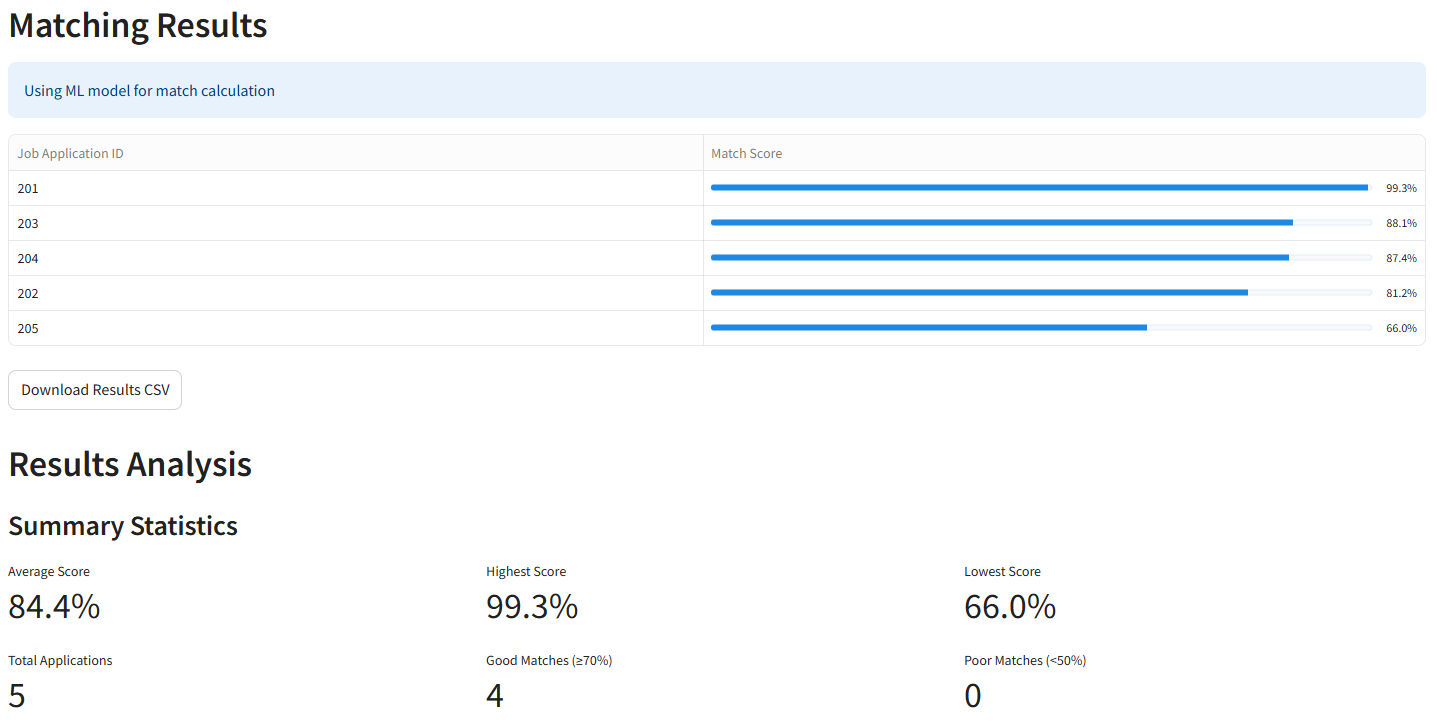 Matching Results
Using ML model for match calculation
Job Application ID Match Score
201 99.3%
203 88.1%
204 87.4%
202 81.2%
205 66.0%
Download Results CSV
Results Analysis
Summary Statistics
Average Score Highest Score Lowest Score
84.4% 99.3% 66.0%
Total Applications Good Matches (≥70%) Poor Matches (<50%)
5 4 0